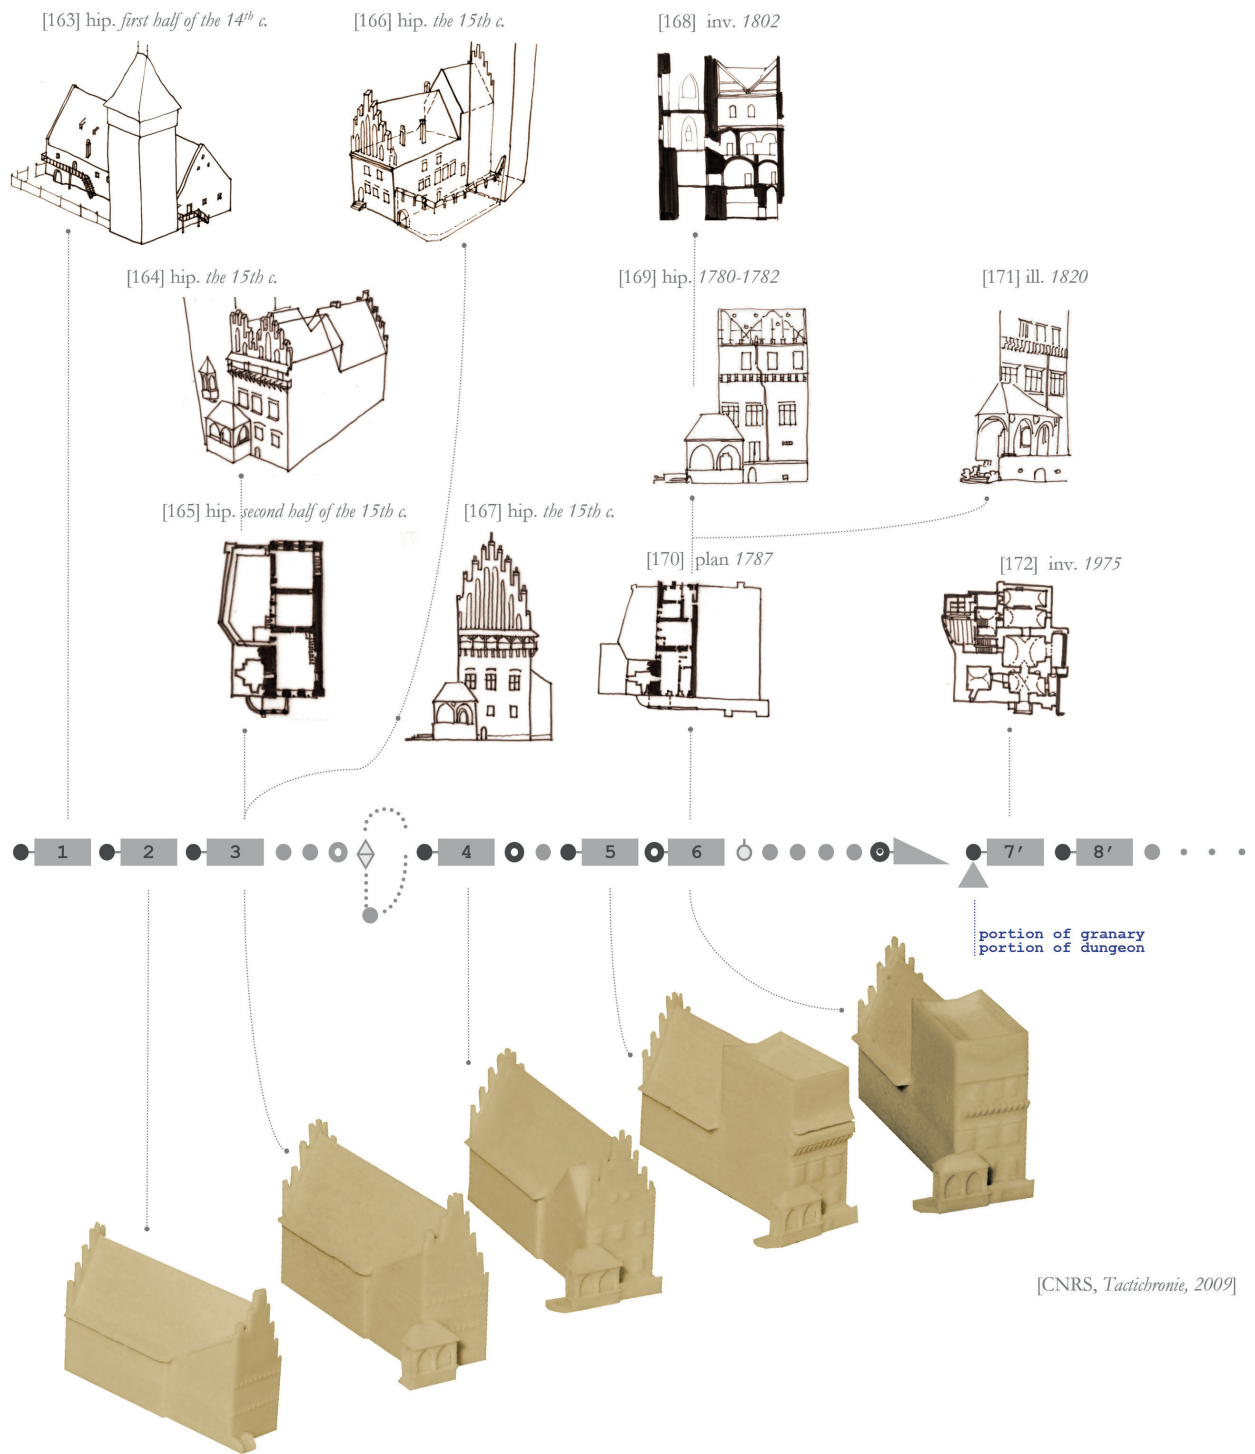 [163] hip. first half of the 14th c.
[166] hip. the 15th c.
[168] inv. 1802
[164] hip. the 15th c.
[169] hip. 1780-1782
[171] ill. 1820
[165] hip. second half of the 15th c.
[167] hip. the 15th c.
[170] plan 1787
[172] inv. 1975
1 2 3 4 5 6 7' 8'
portion of granary
portion of dungeon
[CNRS, Tactichronie, 2009]